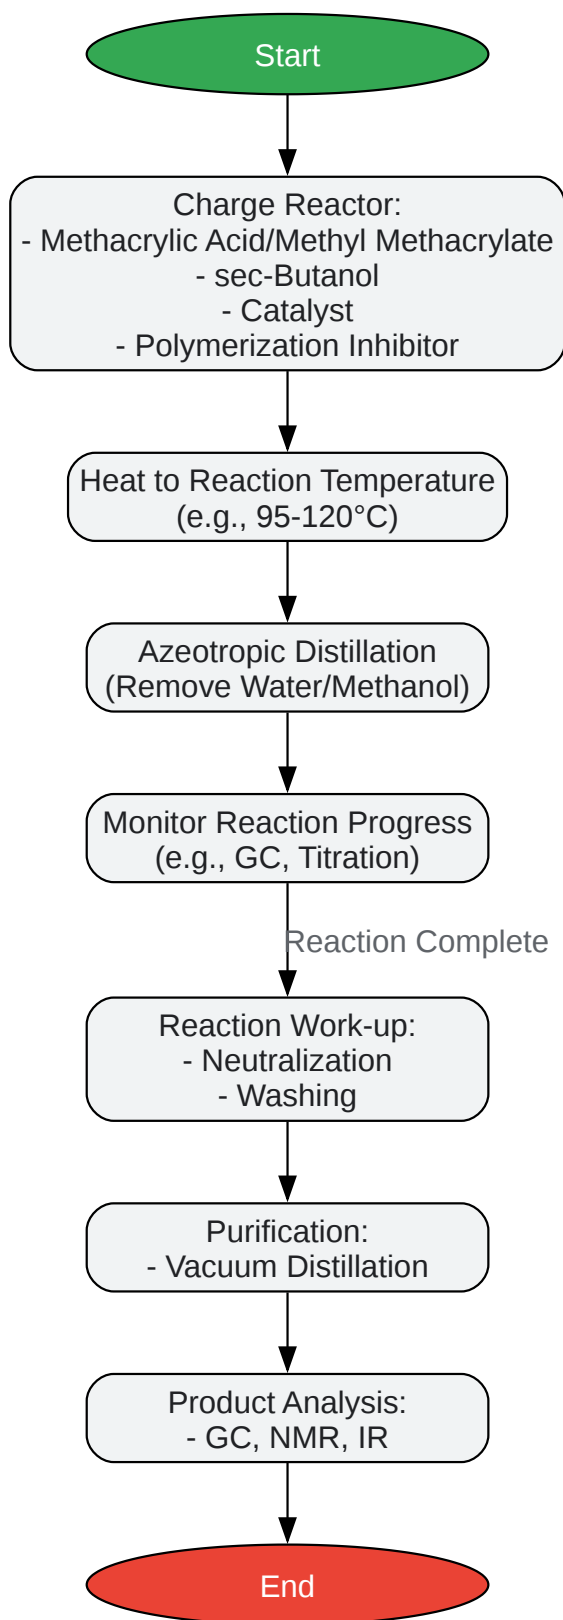 Start
Charge Reactor:
- Methacrylic Acid/Methyl Methacrylate
- sec-Butanol
- Catalyst
- Polymerization Inhibitor
Heat to Reaction Temperature
(e.g., 95-120°C)
Azeotropic Distillation
(Remove Water/Methanol)
Monitor Reaction Progress
(e.g., GC, Titration)
Reaction Complete
Reaction Work-up:
- Neutralization
- Washing
Purification:
- Vacuum Distillation
Product Analysis:
- GC, NMR, IR
End